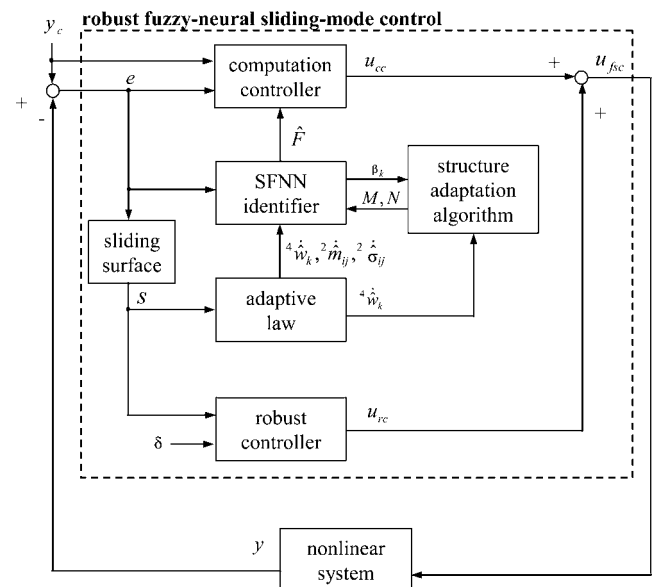 robust fuzzy-neural sliding-mode control
y_c
computation
controller
u_cc
+
u_fsc
e
+
-
+
F̂
SFNN
identifier
β_k
M, N
structure
adaptation
algorithm
sliding
surface
⁴ŵ̇_k, ²m̂̇_ij, ²σ̂̇_ij
s
adaptive
law
⁴ŵ̇_k
robust
controller
u_rc
δ
y
nonlinear
system